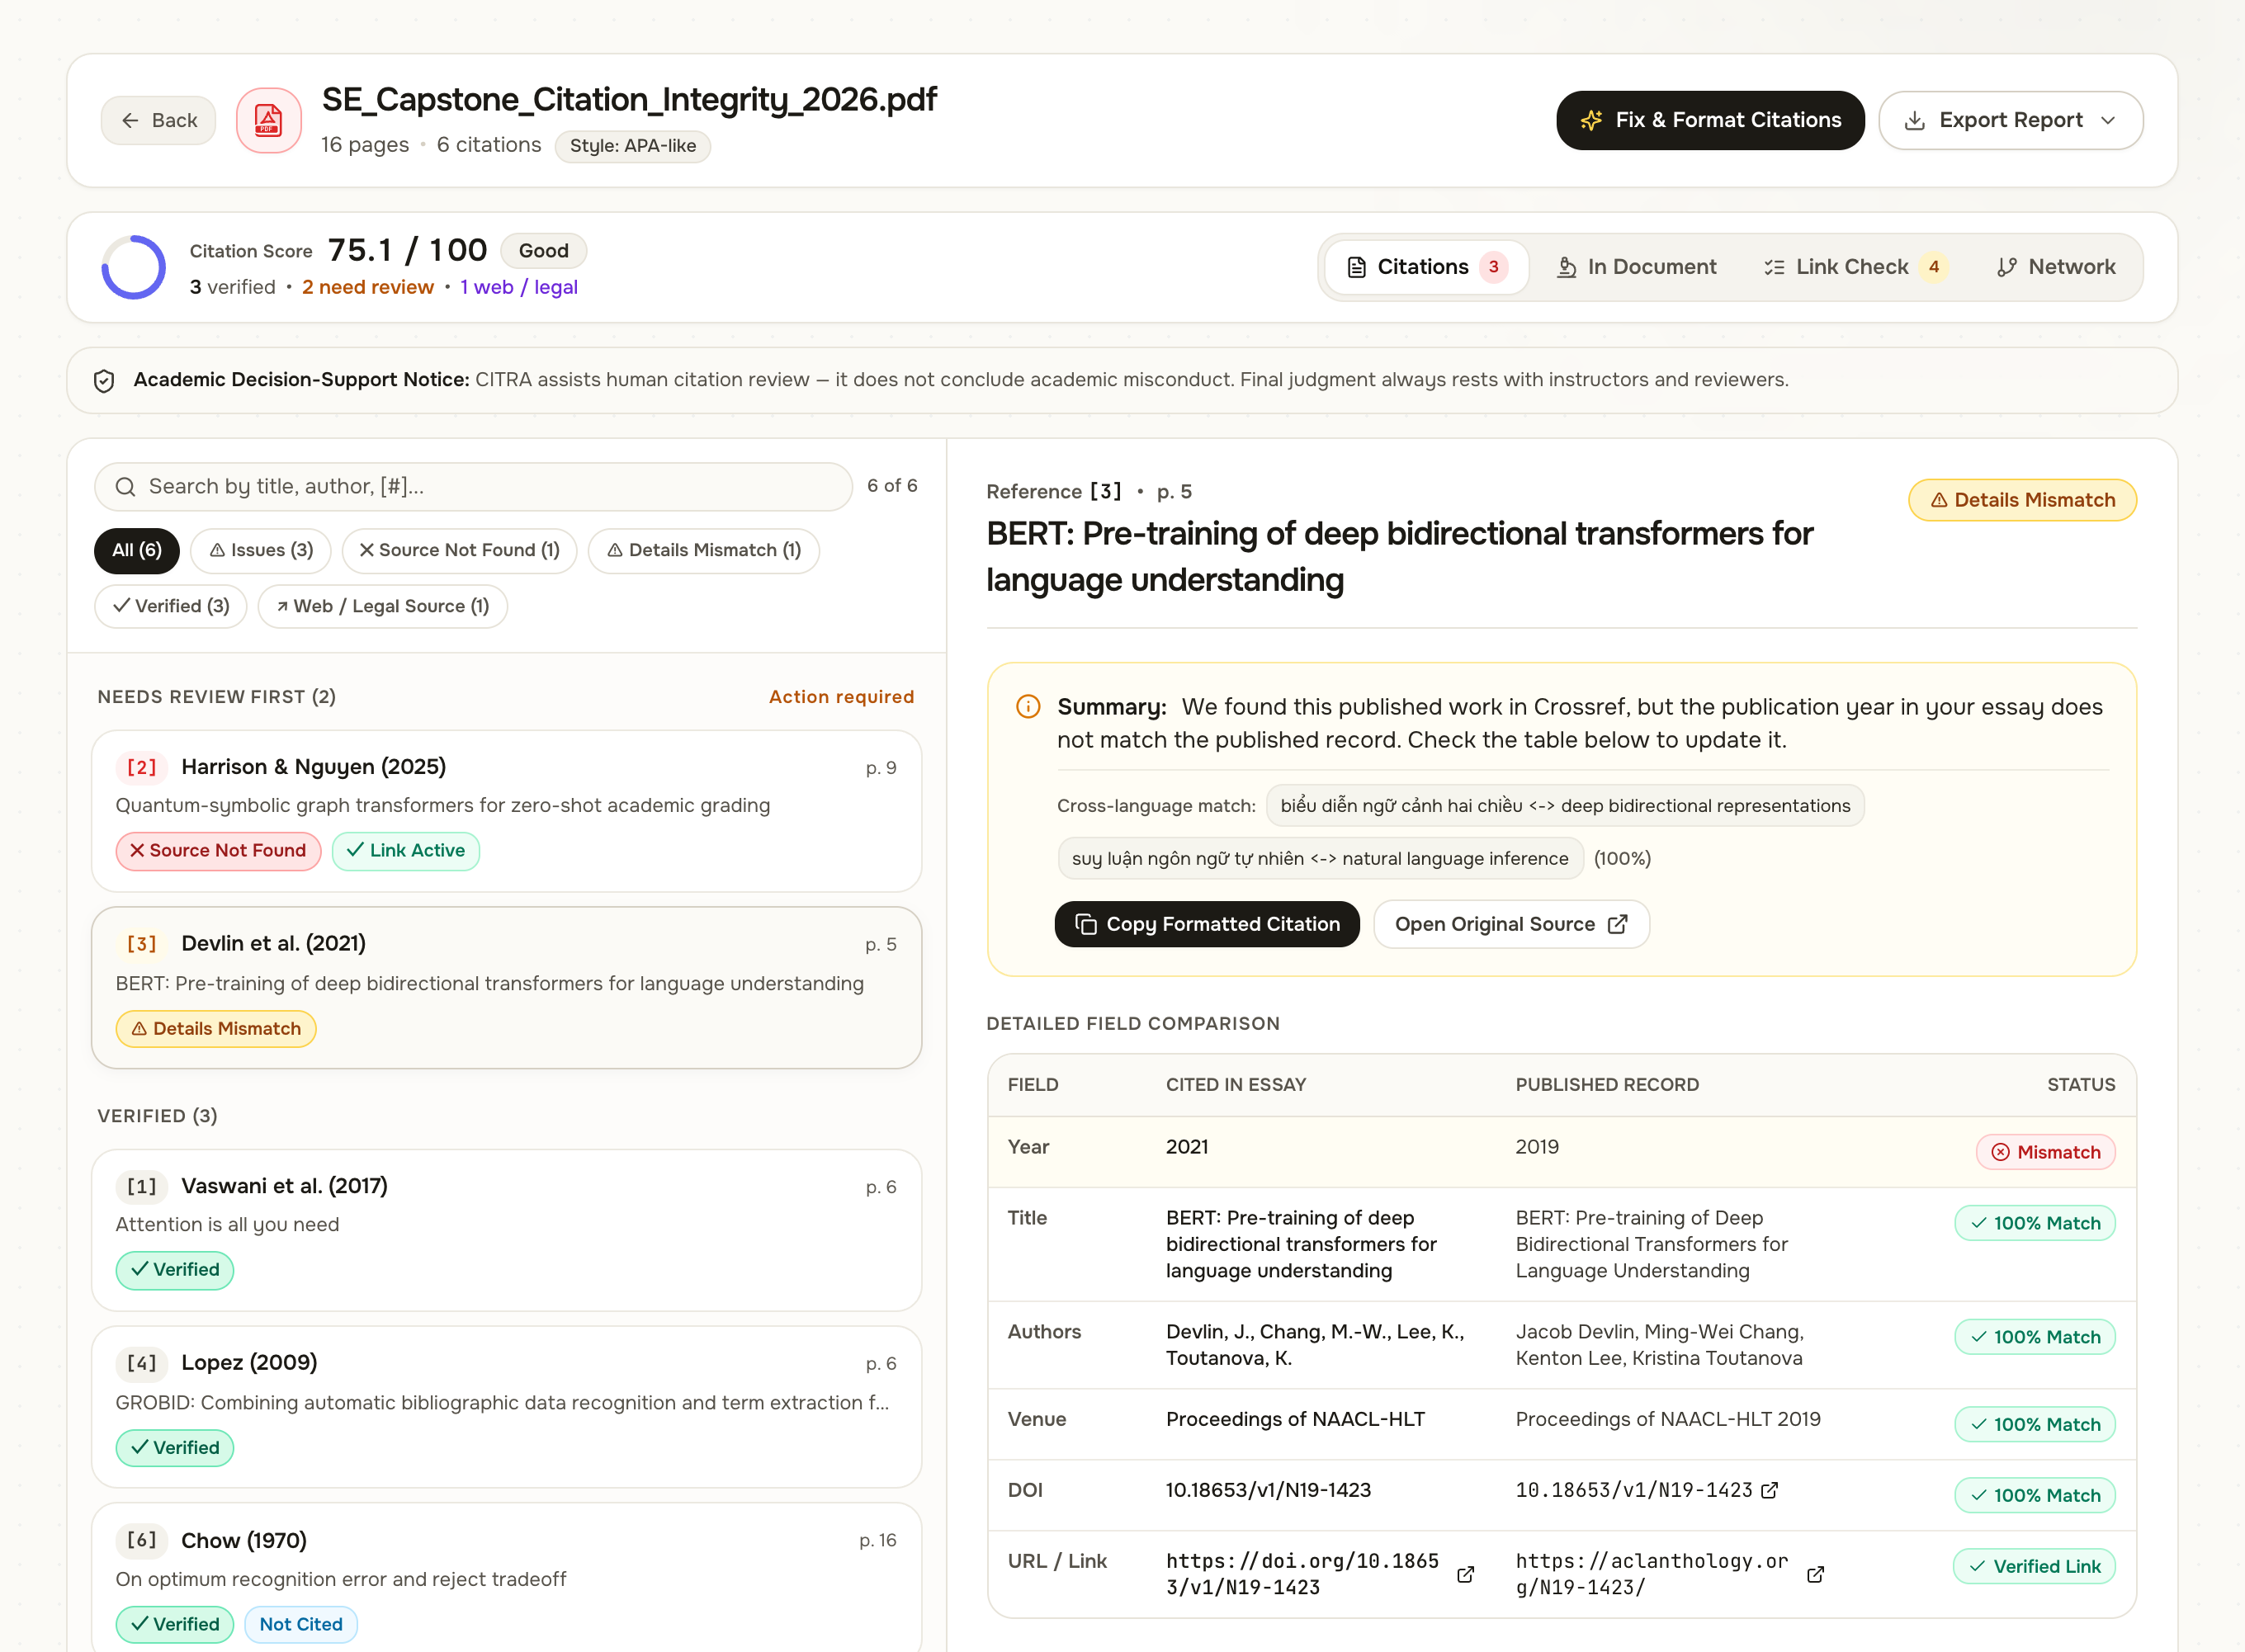 Back
PDF
SE_Capstone_Citation_Integrity_2026.pdf
16 pages • 6 citations Style: APA-like
Fix & Format Citations
Export Report
Citation Score 75.1 / 100 Good
3 verified • 2 need review • 1 web / legal
Citations 3
In Document
Link Check 4
Network
Academic Decision-Support Notice: CITRA assists human citation review — it does not conclude academic misconduct. Final judgment always rests with instructors and reviewers.
Search by title, author, [#]...
6 of 6
All (6)
Issues (3)
Source Not Found (1)
Details Mismatch (1)
Verified (3)
Web / Legal Source (1)
NEEDS REVIEW FIRST (2)
Action required
[2] Harrison & Nguyen (2025) p. 9
Quantum-symbolic graph transformers for zero-shot academic grading
Source Not Found
Link Active
[3] Devlin et al. (2021) p. 5
BERT: Pre-training of deep bidirectional transformers for language understanding
Details Mismatch
VERIFIED (3)
[1] Vaswani et al. (2017) p. 6
Attention is all you need
Verified
[4] Lopez (2009) p. 6
GROBID: Combining automatic bibliographic data recognition and term extraction f...
Verified
[6] Chow (1970) p. 16
On optimum recognition error and reject tradeoff
Verified
Not Cited
Reference [3] • p. 5
Details Mismatch
BERT: Pre-training of deep bidirectional transformers for
language understanding
Summary: We found this published work in Crossref, but the publication year in your essay does
not match the published record. Check the table below to update it.
Cross-language match: biểu diễn ngữ cảnh hai chiều <-> deep bidirectional representations
suy luận ngôn ngữ tự nhiên <-> natural language inference (100%)
Copy Formatted Citation
Open Original Source
DETAILED FIELD COMPARISON
FIELD CITED IN ESSAY PUBLISHED RECORD STATUS
Year 2021 2019 Mismatch
Title
BERT: Pre-training of deep
bidirectional transformers for
language understanding
BERT: Pre-training of Deep
Bidirectional Transformers for
Language Understanding
100% Match
Authors
Devlin, J., Chang, M.-W., Lee, K.,
Toutanova, K.
Jacob Devlin, Ming-Wei Chang,
Kenton Lee, Kristina Toutanova
100% Match
Venue Proceedings of NAACL-HLT Proceedings of NAACL-HLT 2019 100% Match
DOI 10.18653/v1/N19-1423 10.18653/v1/N19-1423 100% Match
URL / Link
https://doi.org/10.1865
3/v1/N19-1423
https://aclanthology.or
g/N19-1423/
Verified Link